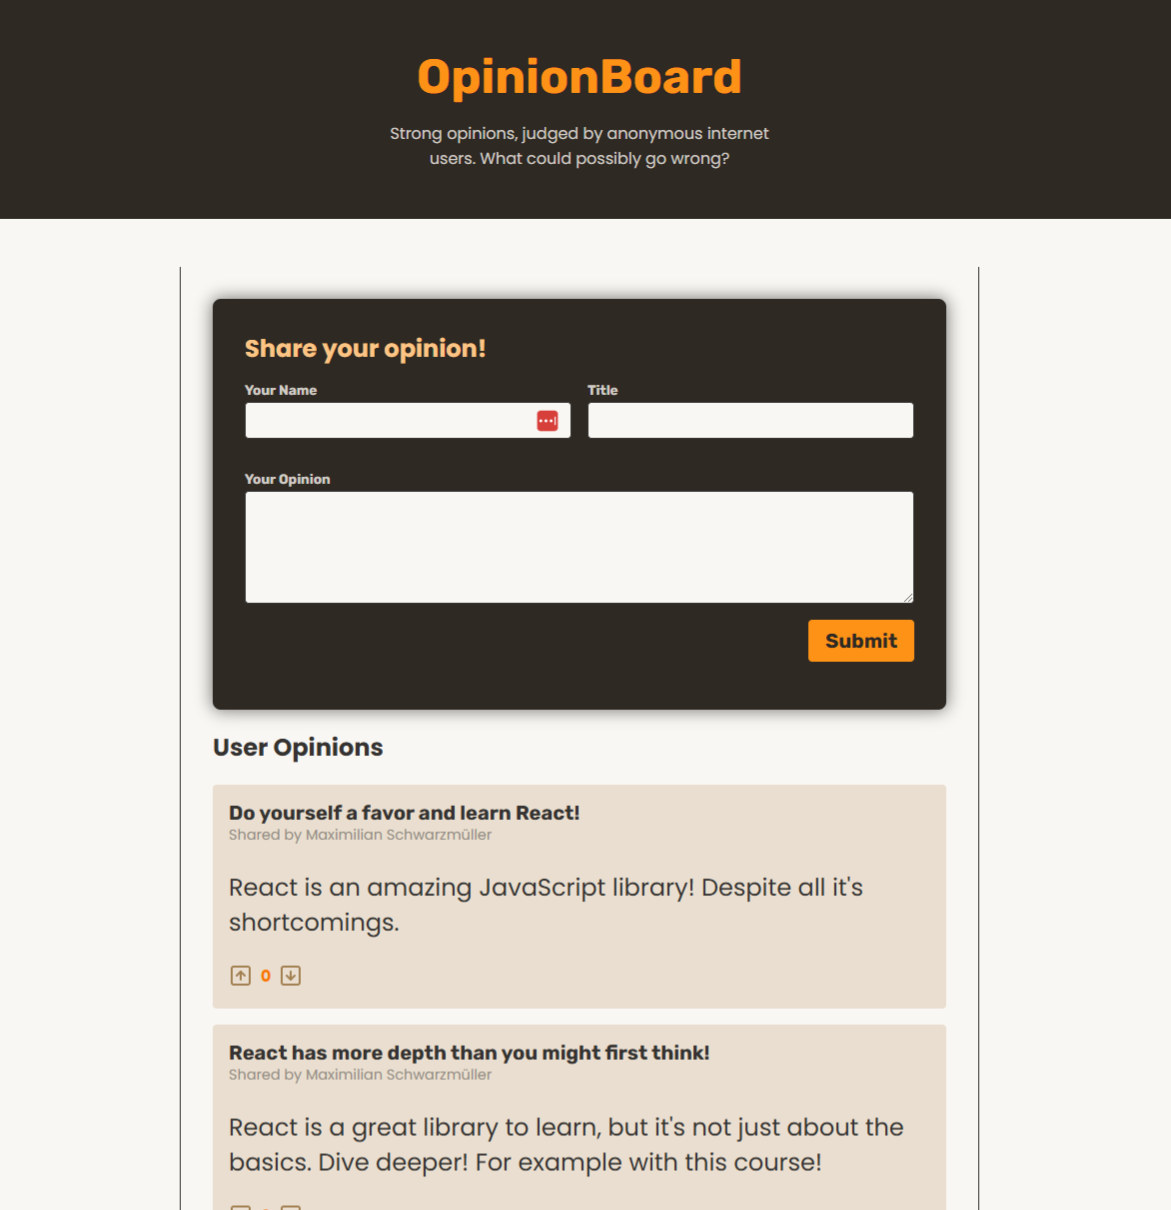 OpinionBoard
Strong opinions, judged by anonymous internet
users. What could possibly go wrong?
Share your opinion!
Your Name
Title
Your Opinion
Submit
User Opinions
Do yourself a favor and learn React!
Shared by Maximilian Schwarzmüller
React is an amazing JavaScript library! Despite all it's
shortcomings.
0
React has more depth than you might first think!
Shared by Maximilian Schwarzmüller
React is a great library to learn, but it's not just about the
basics. Dive deeper! For example with this course!